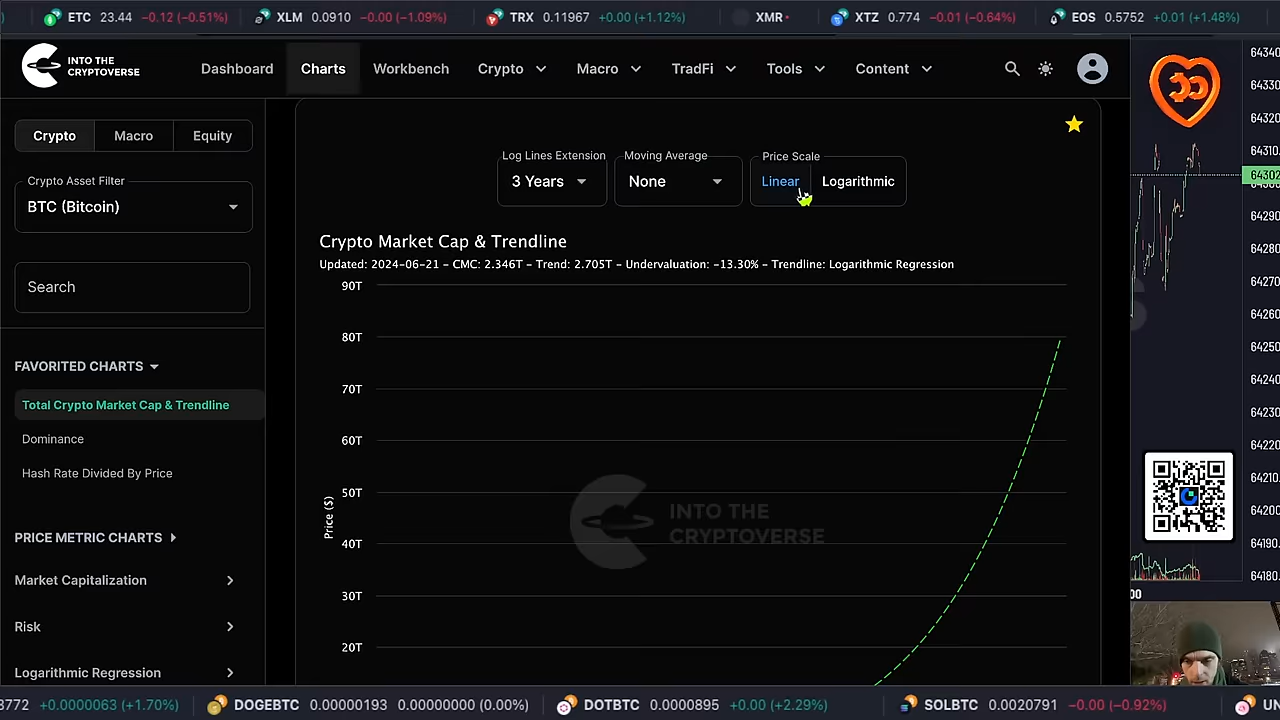 ETC 23.44 -0.12 (-0.51%) XLM 0.0910 -0.00 (-1.09%) TRX 0.11967 +0.00 (+1.12%) XMR XTZ 0.774 -0.01 (-0.64%) EOS 0.5752 +0.01 (+1.48%)
INTO THE
CRYPTOVERSE
Dashboard Charts Workbench Crypto Macro TradFi Tools Content
Crypto Macro Equity
Crypto Asset Filter
BTC (Bitcoin)
Search
FAVORITED CHARTS
Total Crypto Market Cap & Trendline
Dominance
Hash Rate Divided By Price
PRICE METRIC CHARTS
Market Capitalization
Risk
Logarithmic Regression
Log Lines Extension
3 Years
Moving Average
None
Price Scale
Linear Logarithmic
Crypto Market Cap & Trendline
Updated: 2024-06-21 – CMC: 2.346T – Trend: 2.705T – Undervaluation: -13.30% – Trendline: Logarithmic Regression
90T
80T
70T
60T
50T
40T
30T
20T
Price ($)
INTO THE
CRYPTOVERSE
64340
64330
64320
64310
64302
64290
64280
64270
64260
64250
64240
64230
64220
64210
64200
64190
64180
:00
3772 +0.0000063 (+1.70%) DOGEBTC 0.00000193 0.00000000 (0.00%) DOTBTC 0.0000895 +0.00 (+2.29%) SOLBTC 0.0020791 -0.00 (-0.92%) UN